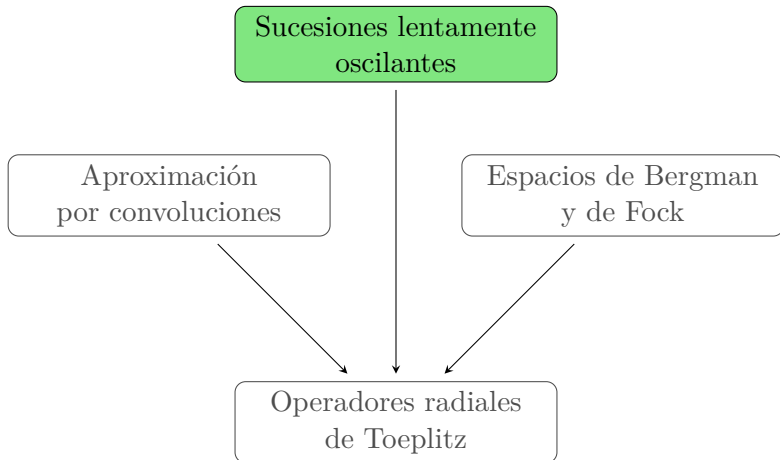 Sucesiones lentamente
oscilantes
Aproximación
por convoluciones
Espacios de Bergman
y de Fock
Operadores radiales
de Toeplitz